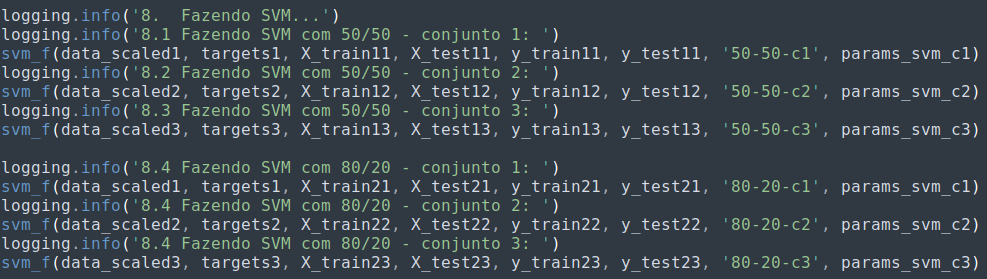 logging.info('8.  Fazendo SVM...')
logging.info('8.1 Fazendo SVM com 50/50 - conjunto 1: ')
svm_f(data_scaled1, targets1, X_train11, X_test11, y_train11, y_test11, '50-50-c1', params_svm_c1)
logging.info('8.2 Fazendo SVM com 50/50 - conjunto 2: ')
svm_f(data_scaled2, targets2, X_train12, X_test12, y_train12, y_test12, '50-50-c2', params_svm_c2)
logging.info('8.3 Fazendo SVM com 50/50 - conjunto 3:  ')
svm_f(data_scaled3, targets3, X_train13, X_test13, y_train13, y_test13, '50-50-c3', params_svm_c3)

logging.info('8.4 Fazendo SVM com 80/20 - conjunto 1:  ')
svm_f(data_scaled1, targets1, X_train21, X_test21, y_train21, y_test21, '80-20-c1', params_svm_c1)
logging.info('8.4 Fazendo SVM com 80/20 - conjunto 2: ')
svm_f(data_scaled2, targets2, X_train22, X_test22, y_train22, y_test22, '80-20-c2', params_svm_c2)
logging.info('8.4 Fazendo SVM com 80/20 - conjunto 3: ')
svm_f(data_scaled3, targets3, X_train23, X_test23, y_train23, y_test23, '80-20-c3', params_svm_c3)